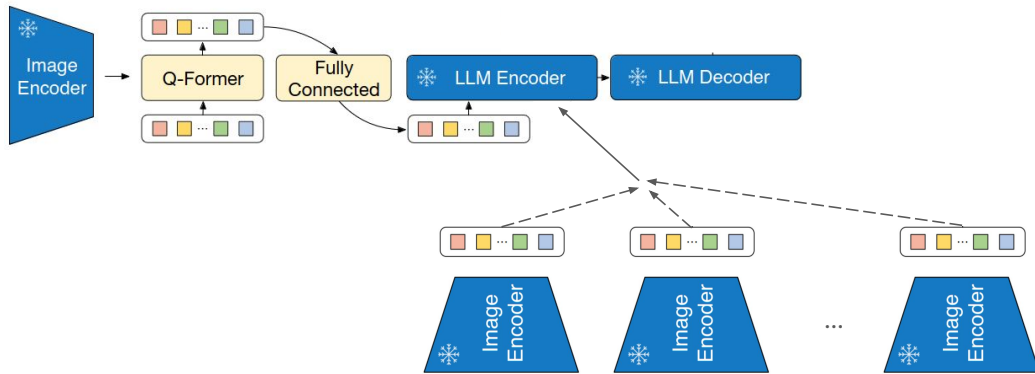 Image
Encoder
...
Q-Former
...
Fully
Connected
LLM Encoder
LLM Decoder
...
...
...
...
Image
Encoder
Image
Encoder
...
Image
Encoder